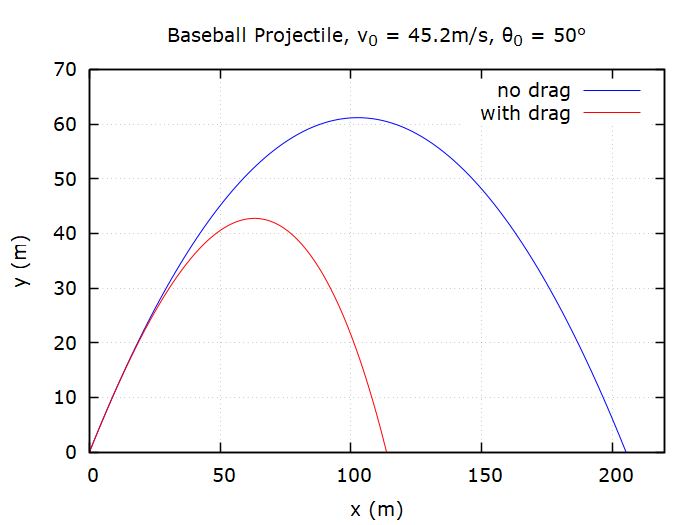 Baseball Projectile, v₀ = 45.2m/s, θ₀ = 50°
no drag
with drag
70
60
50
40
30
20
10
0
y (m)
0 50 100 150 200
x (m)